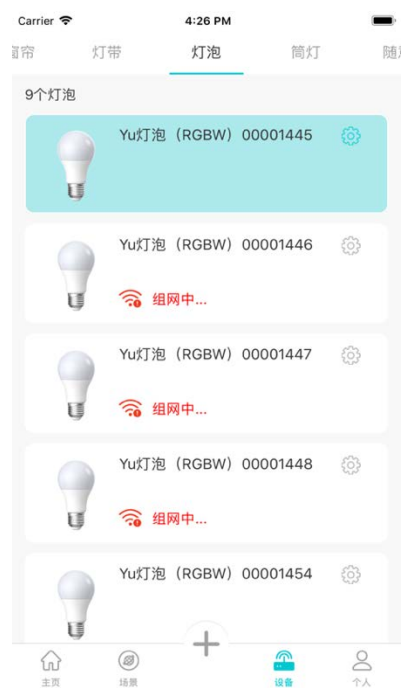 Carrier 4:26 PM
窗帘 灯带 灯泡 筒灯 随
9个灯泡
Yu灯泡（RGBW）00001445
Yu灯泡（RGBW）00001446
组网中...
Yu灯泡（RGBW）00001447
组网中...
Yu灯泡（RGBW）00001448
组网中...
Yu灯泡（RGBW）00001454
主页 场景 设备 个人